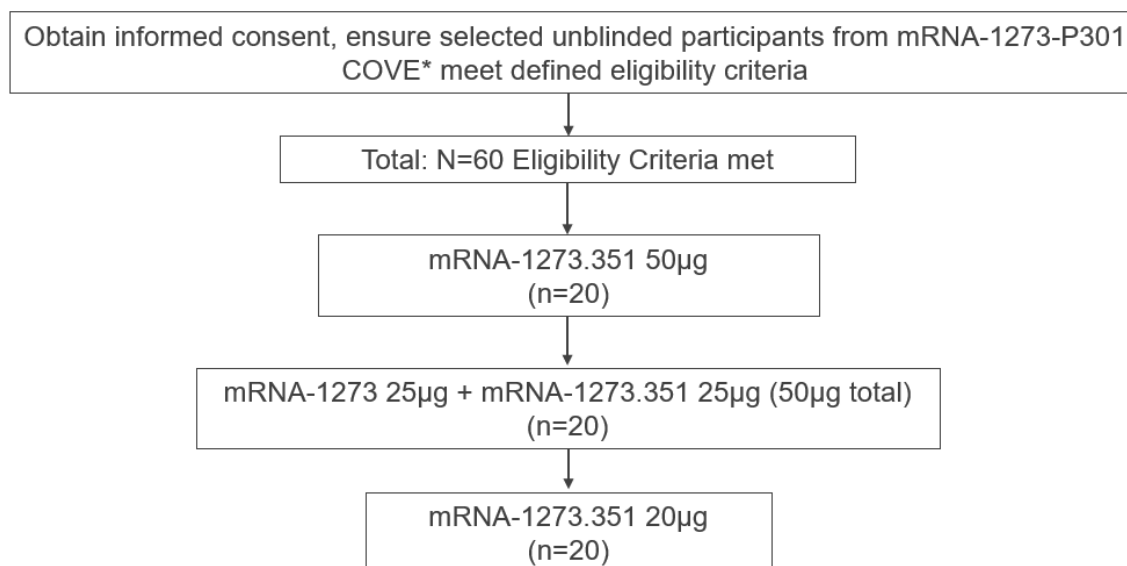 Obtain informed consent, ensure selected unblinded participants from mRNA-1273-P301
COVE* meet defined eligibility criteria
Total: N=60 Eligibility Criteria met
mRNA-1273.351 50µg
(n=20)
mRNA-1273 25µg + mRNA-1273.351 25µg (50µg total)
(n=20)
mRNA-1273.351 20µg
(n=20)